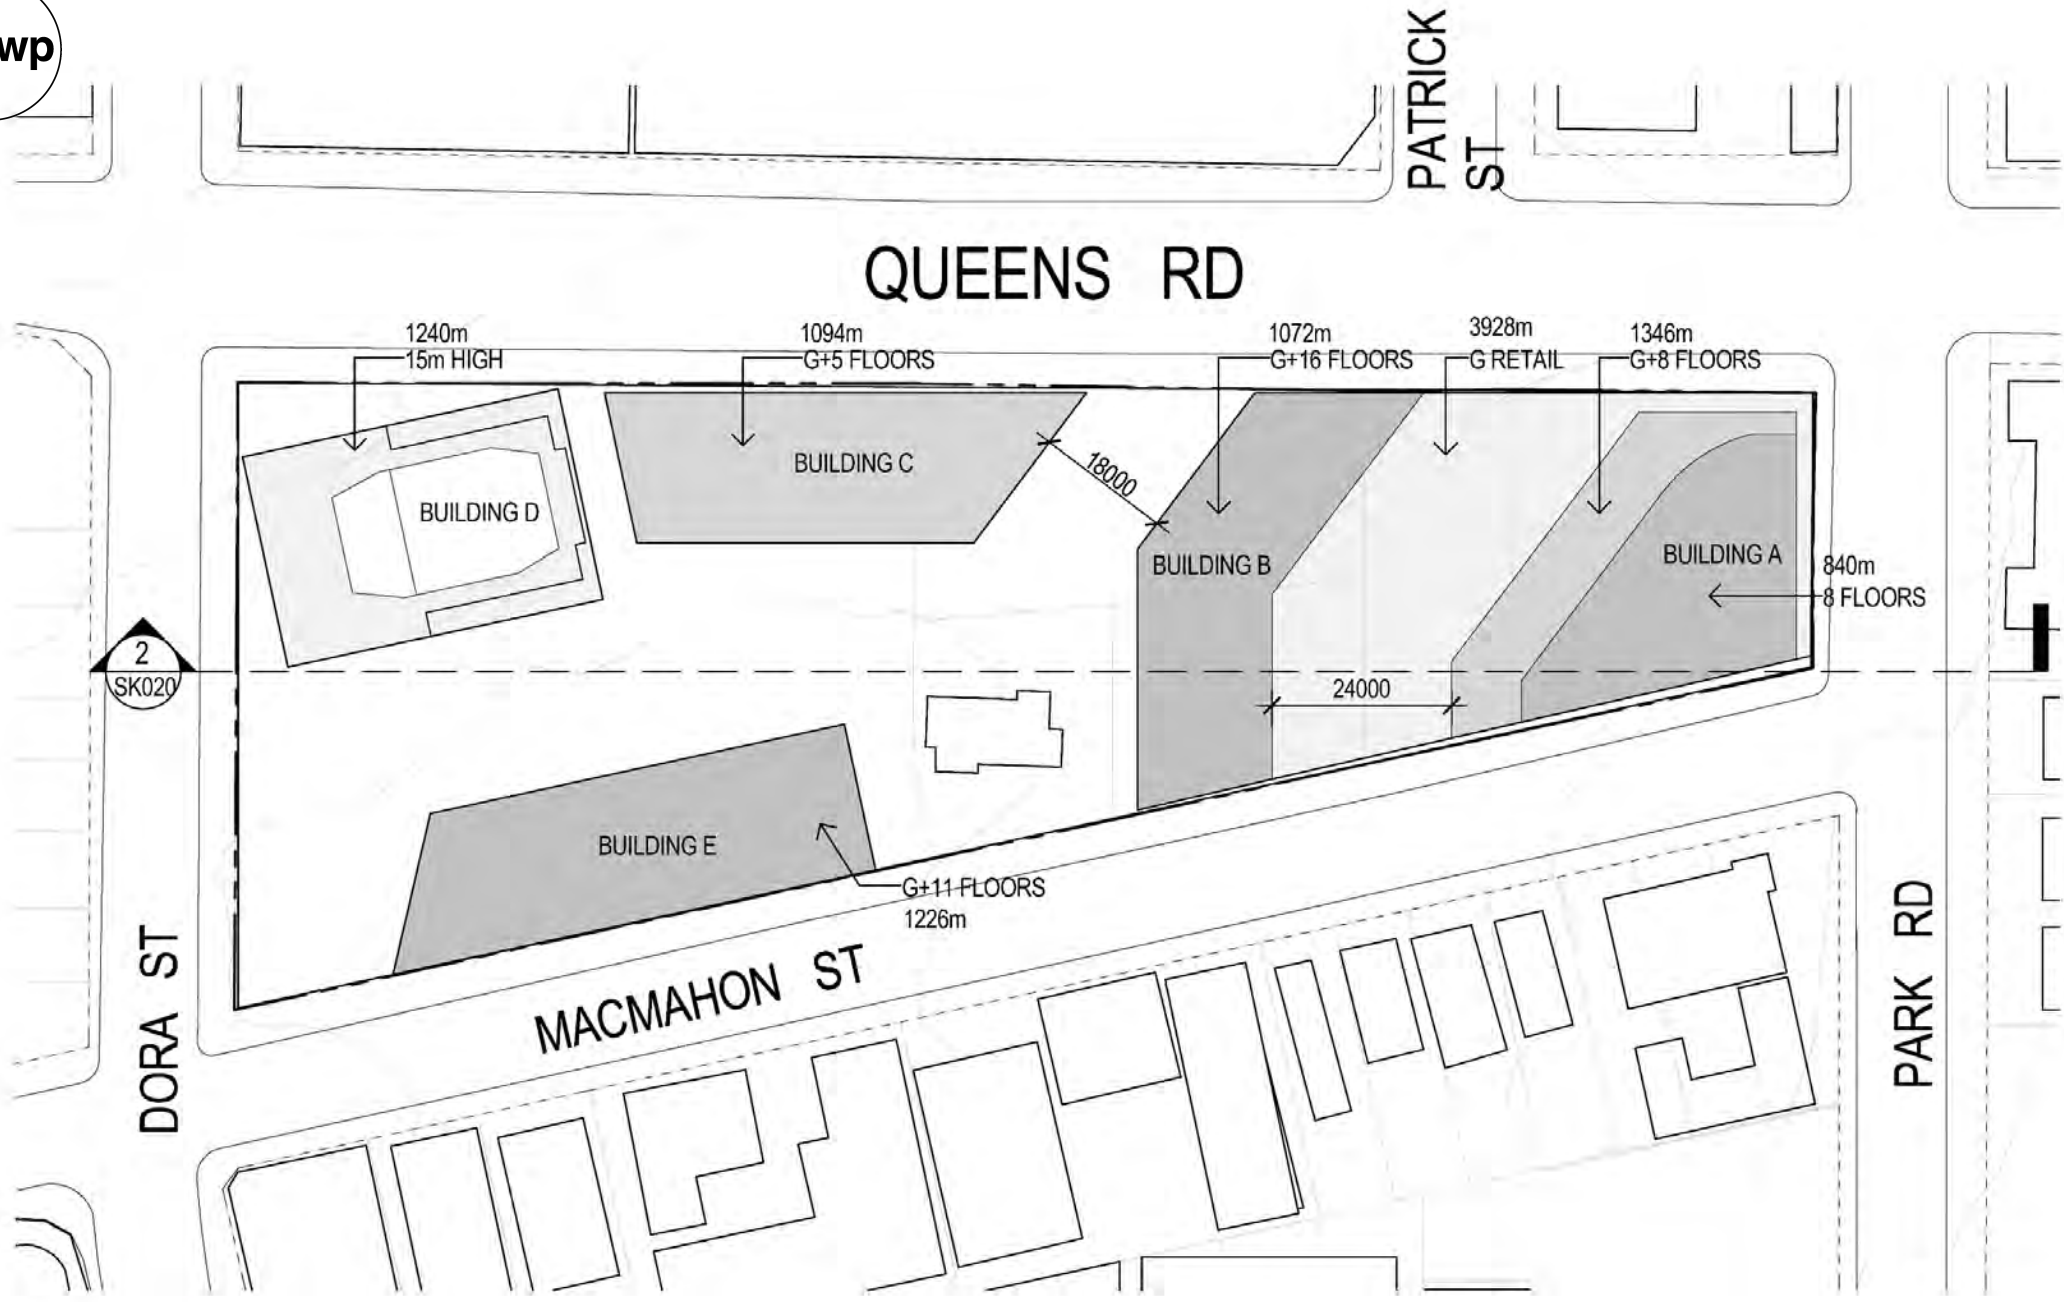 wp
PATRICK
ST
QUEENS RD
1240m
15m HIGH
1094m
G+5 FLOORS
1072m
G+16 FLOORS
3928m
G RETAIL
1346m
G+8 FLOORS
BUILDING C
18000
BUILDING D
BUILDING B
BUILDING A
840m
8 FLOORS
2
SK020
24000
BUILDING E
G+11 FLOORS
1226m
MACMAHON ST
DORA ST
PARK RD